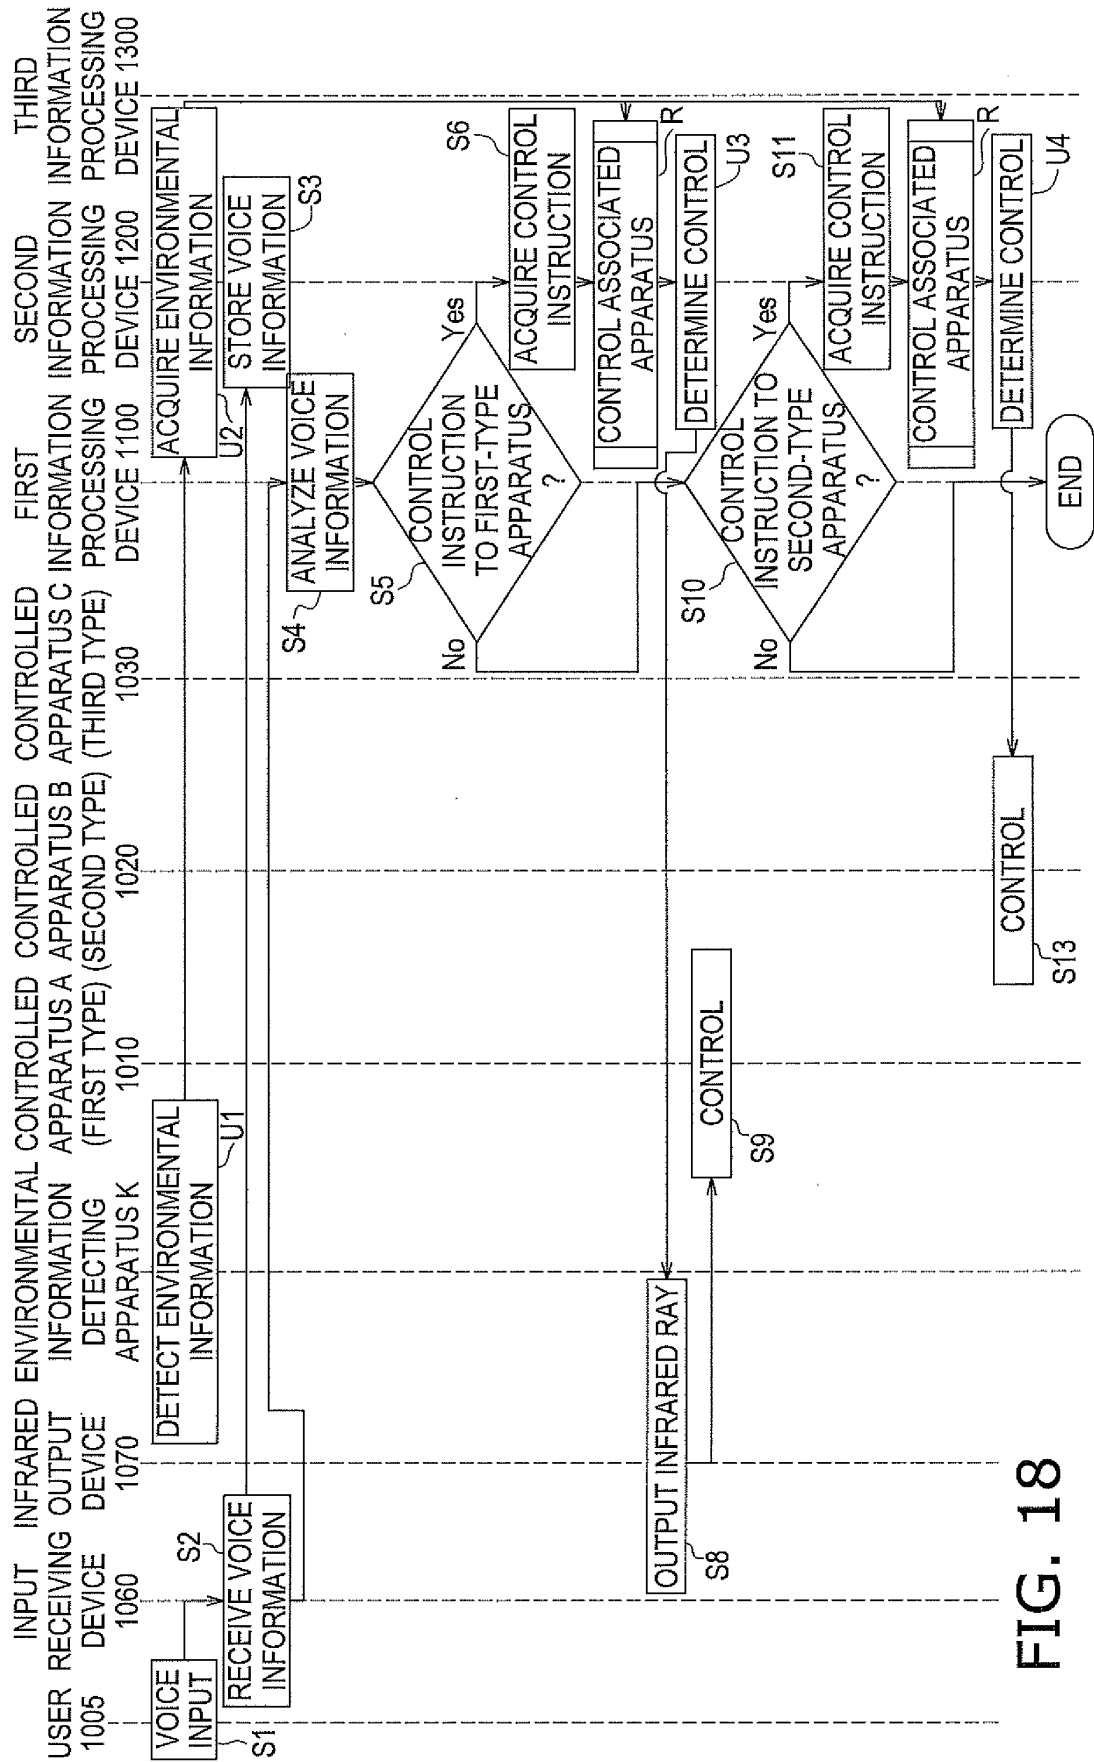 USER
1005
INPUT
RECEIVING
DEVICE
1060
INFRARED
OUTPUT
DEVICE
1070
ENVIRONMENTAL
INFORMATION
DETECTING
APPARATUS K
CONTROLLED
APPARATUS A
(FIRST TYPE)
1010
CONTROLLED
APPARATUS B
(SECOND TYPE)
1020
CONTROLLED
APPARATUS C
(THIRD TYPE)
1030
FIRST
INFORMATION
PROCESSING
DEVICE 1100
SECOND
INFORMATION
PROCESSING
DEVICE 1200
THIRD
INFORMATION
PROCESSING
DEVICE 1300
VOICE
INPUT
S1
DETECT ENVIRONMENTAL
INFORMATION
U1
ACQUIRE ENVIRONMENTAL
INFORMATION
U2
S2
RECEIVE VOICE
INFORMATION
STORE VOICE
INFORMATION
S3
ANALYZE VOICE
INFORMATION
S4
S5
CONTROL
INSTRUCTION
TO FIRST-TYPE
APPARATUS
?
No
Yes
S6
ACQUIRE CONTROL
INSTRUCTION
CONTROL ASSOCIATED
APPARATUS
R
DETERMINE CONTROL
U3
OUTPUT INFRARED RAY
S8
CONTROL
S9
S10
CONTROL
INSTRUCTION TO
SECOND-TYPE
APPARATUS
?
No
Yes
S11
ACQUIRE CONTROL
INSTRUCTION
CONTROL ASSOCIATED
APPARATUS
R
DETERMINE CONTROL
U4
CONTROL
S13
END
FIG. 18